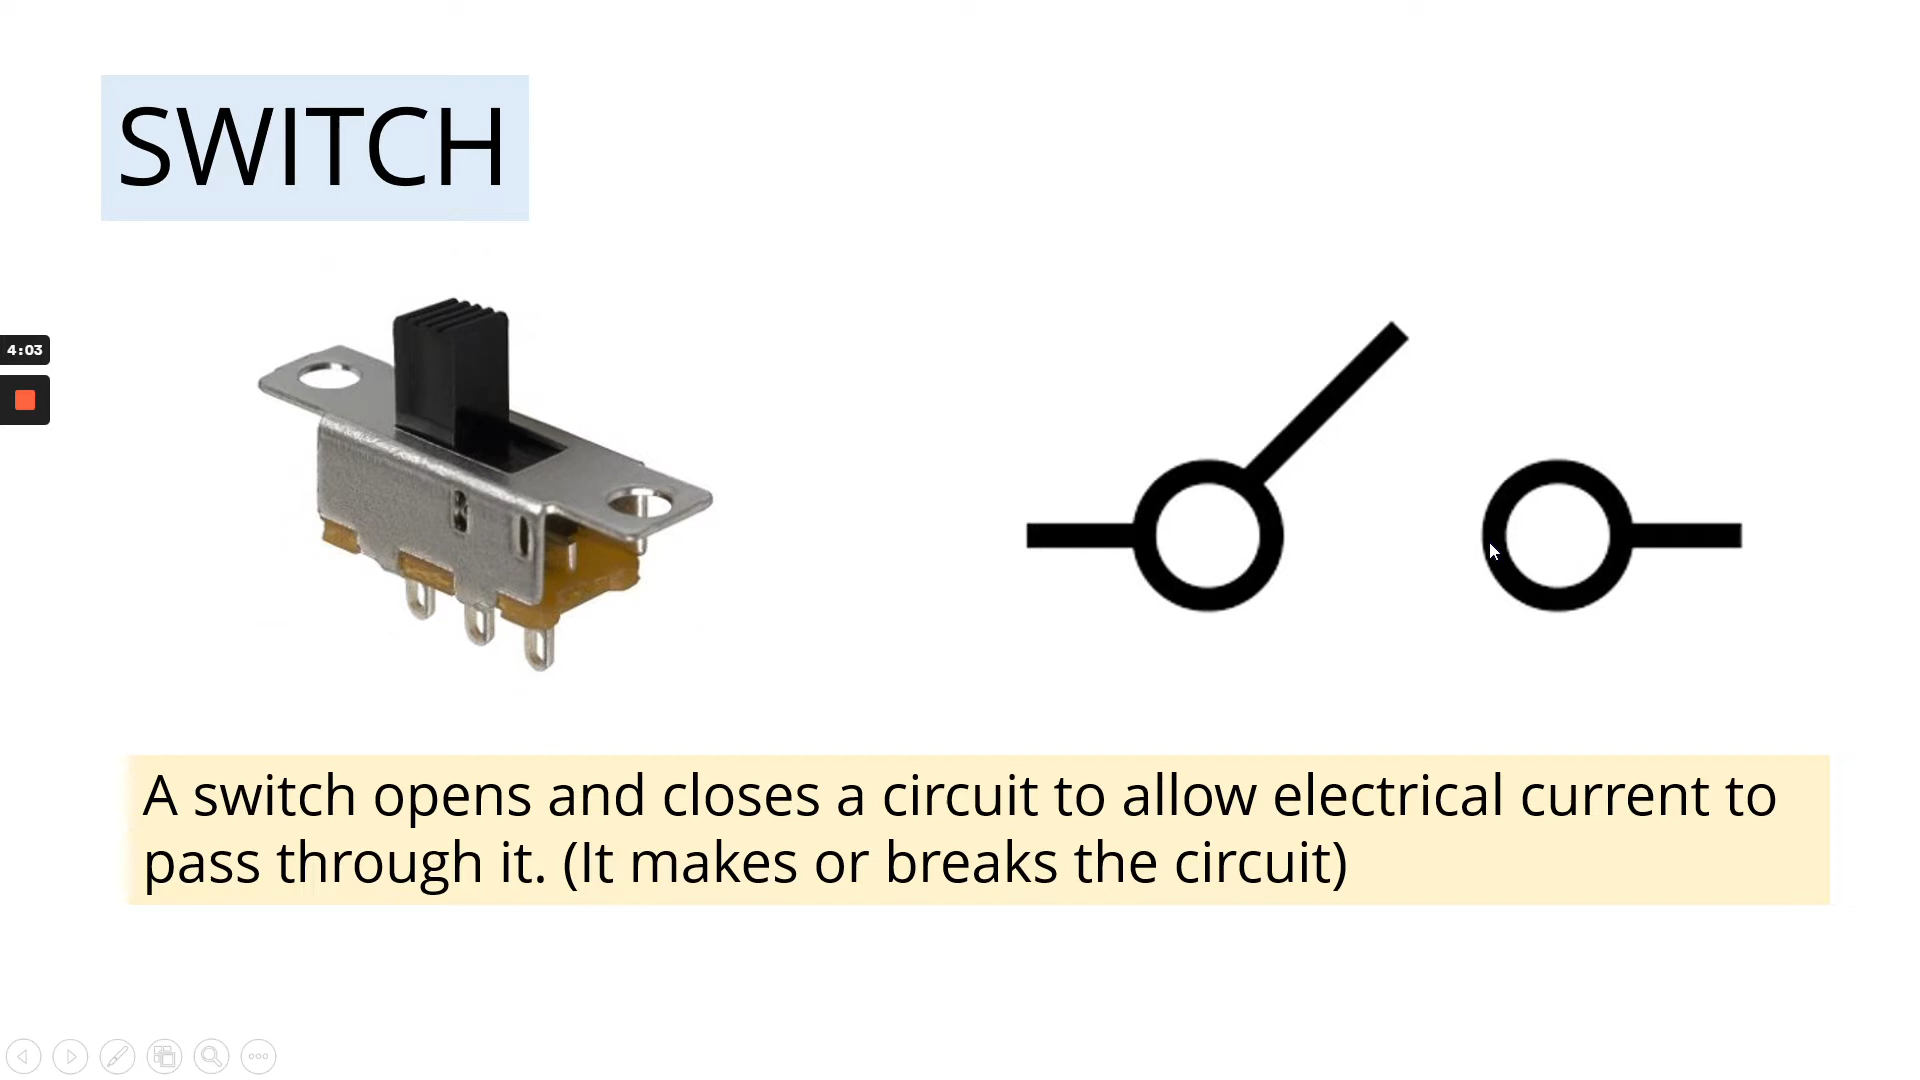 SWITCH
4:03
A switch opens and closes a circuit to allow electrical current to
pass through it. (It makes or breaks the circuit)